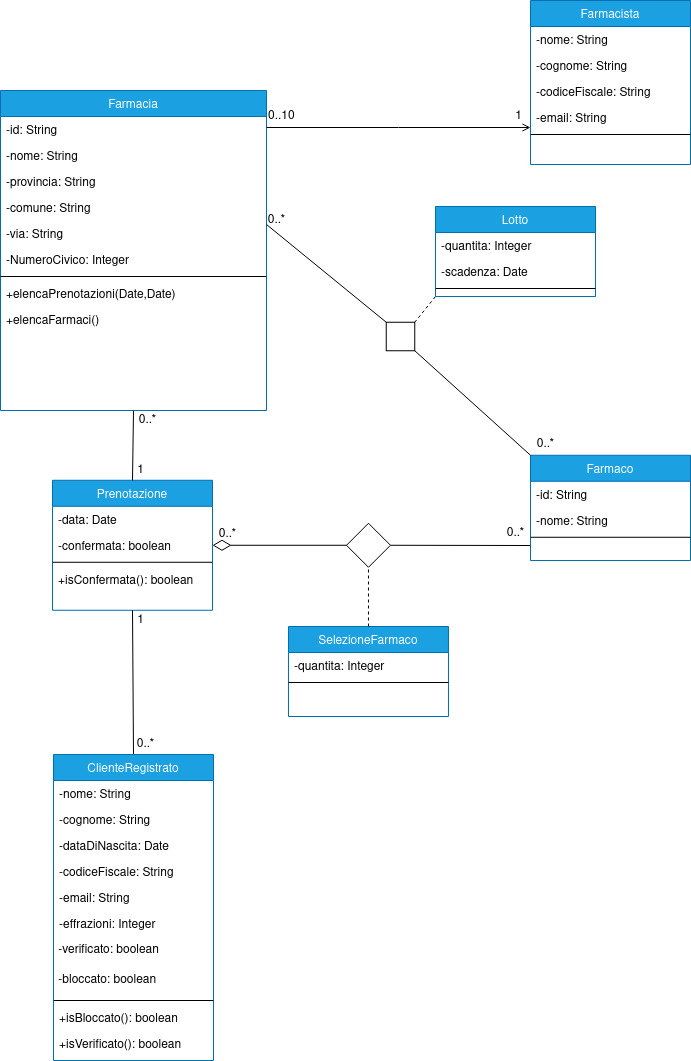 Farmacista
-nome: String
-cognome: String
-codiceFiscale: String
-email: String
Farmacia
-id: String
-nome: String
-provincia: String
-comune: String
-via: String
-NumeroCivico: Integer
+elencaPrenotazioni(Date,Date)
+elencaFarmaci()
0..10
1
0..*
Lotto
-quantita: Integer
-scadenza: Date
0..*
0..*
1
Farmaco
-id: String
-nome: String
Prenotazione
-data: Date
-confermata: boolean
+isConfermata(): boolean
0..*
0..*
SelezioneFarmaco
-quantita: Integer
1
0..*
ClienteRegistrato
-nome: String
-cognome: String
-dataDiNascita: Date
-codiceFiscale: String
-email: String
-effrazioni: Integer
-verificato: boolean
-bloccato: boolean
+isBloccato(): boolean
+isVerificato(): boolean